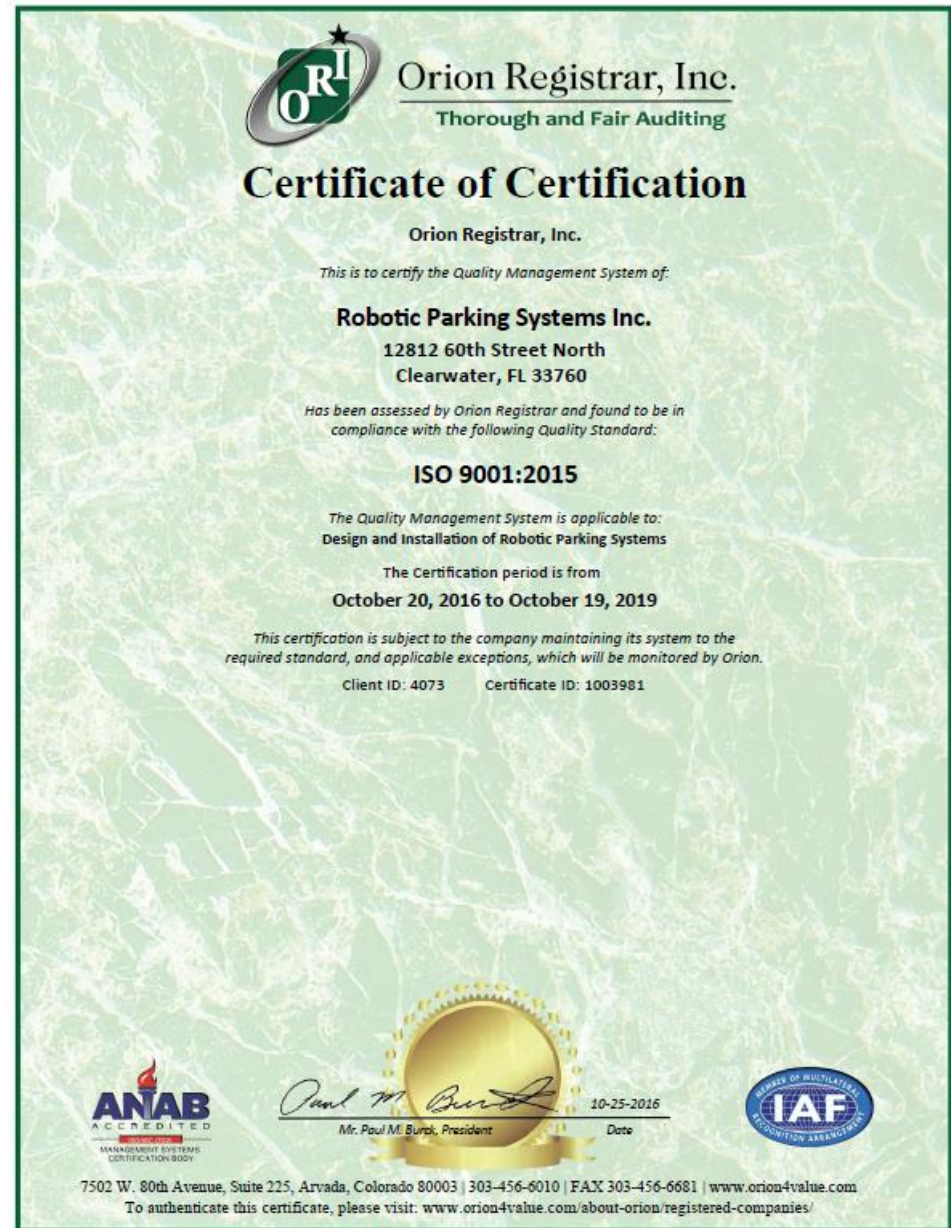 ORI
Orion Registrar, Inc.
Thorough and Fair Auditing
Certificate of Certification
Orion Registrar, Inc.
This is to certify the Quality Management System of:
Robotic Parking Systems Inc.
12812 60th Street North
Clearwater, FL 33760
Has been assessed by Orion Registrar and found to be in
compliance with the following Quality Standard:
ISO 9001:2015
The Quality Management System is applicable to:
Design and Installation of Robotic Parking Systems
The Certification period is from
October 20, 2016 to October 19, 2019
This certification is subject to the company maintaining its system to the
required standard, and applicable exceptions, which will be monitored by Orion.
Client ID: 4073 Certificate ID: 1003981
ANAB
ACCREDITED
MANAGEMENT SYSTEMS
CERTIFICATION BODY
Paul M Burck
10-25-2016
Mr. Paul M. Burck, President
Date
MEMBER OF MULTILATERAL
IAF
RECOGNITION ARRANGEMENT
7502 W. 80th Avenue, Suite 225, Arvada, Colorado 80003 | 303-456-6010 | FAX 303-456-6681 | www.orion4value.com
To authenticate this certificate, please visit: www.orion4value.com/about-orion/registered-companies/